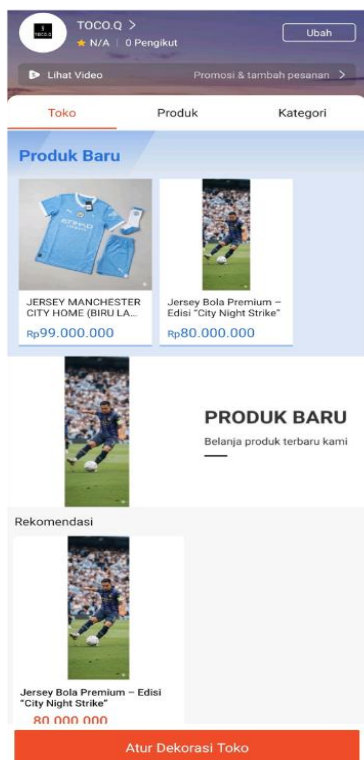 TOCO.Q >
TOCO.Q
N/A | 0 Pengikut
Ubah
Lihat Video
Promosi & tambah pesanan >
Toko
Produk
Kategori
Produk Baru
ETIHAD
JERSEY MANCHESTER
CITY HOME (BIRU LA...
Rp99.000.000
Jersey Bola Premium –
Edisi "City Night Strike"
Rp80.000.000
PRODUK BARU
Belanja produk terbaru kami
Rekomendasi
Jersey Bola Premium – Edisi
"City Night Strike"
80.000.000
Atur Dekorasi Toko